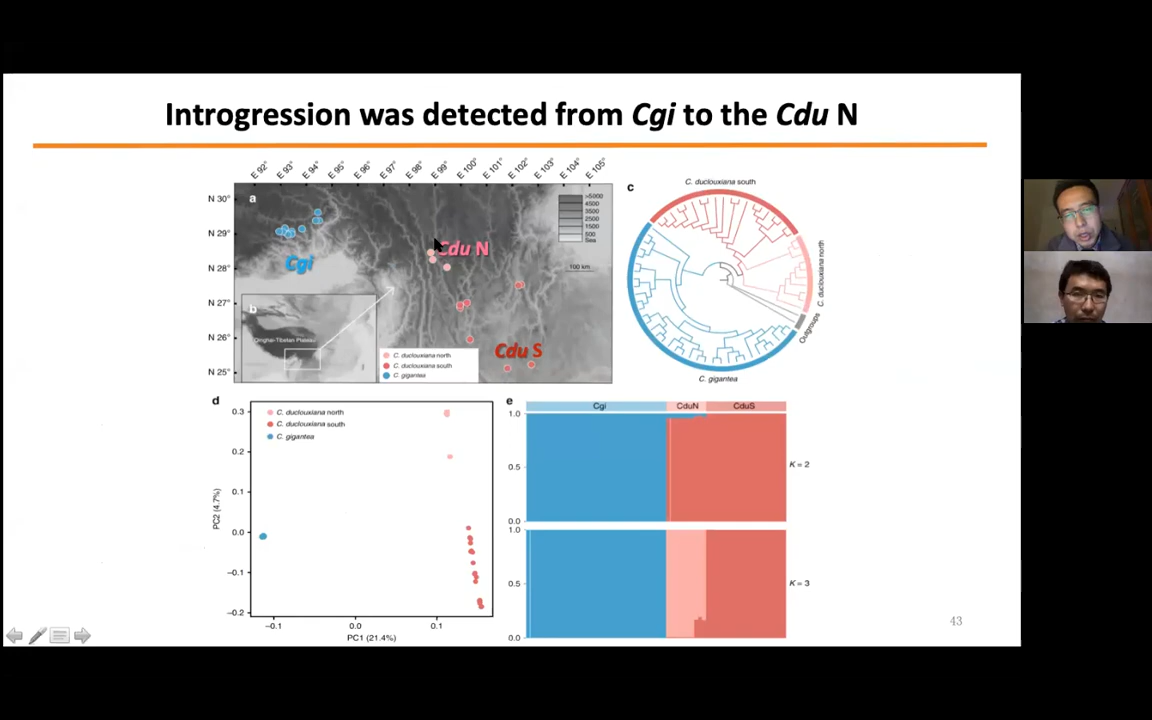 Introgression was detected from Cgi to the Cdu N
E 92° E 93° E 94° E 95° E 96° E 97° E 98° E 99° E 100° E 101° E 102° E 103° E 104° E 105°
N 30°
N 29°
N 28°
N 27°
N 26°
N 25°
a
Cgi
Cdu N
Cdu S
>5000
4500
3500
2500
1500
500
Sea
100 km
b
Qinghai-Tibetan Plateau
C. duclouxiana north
C. duclouxiana south
C. gigantea
c
C. duclouxiana south
C. duclouxiana north
Outgroups
C. gigantea
d
C. duclouxiana north
C. duclouxiana south
C. gigantea
0.3
0.2
0.1
0.0
−0.1
−0.2
PC2 (4.7%)
−0.1 0.0 0.1
PC1 (21.4%)
e
Cgi CduN CduS
1.0
0.5
0.0
K = 2
1.0
0.5
0.0
K = 3
43